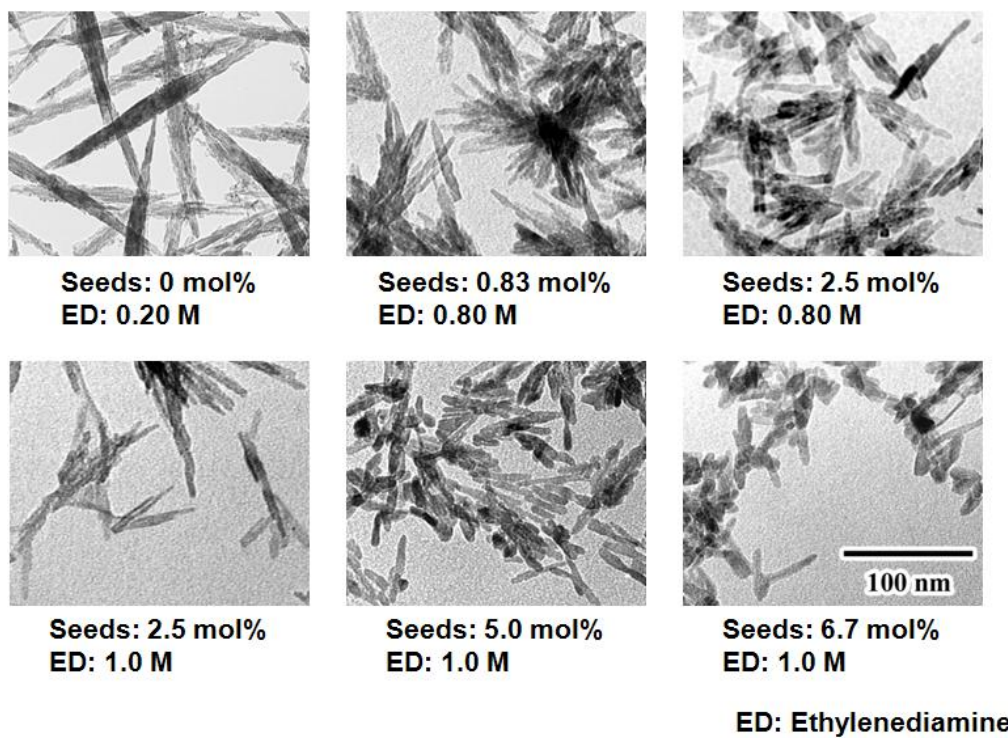 Seeds: 0 mol%
ED: 0.20 M
Seeds: 0.83 mol%
ED: 0.80 M
Seeds: 2.5 mol%
ED: 0.80 M
100 nm
Seeds: 2.5 mol%
ED: 1.0 M
Seeds: 5.0 mol%
ED: 1.0 M
Seeds: 6.7 mol%
ED: 1.0 M
ED: Ethylenediamine